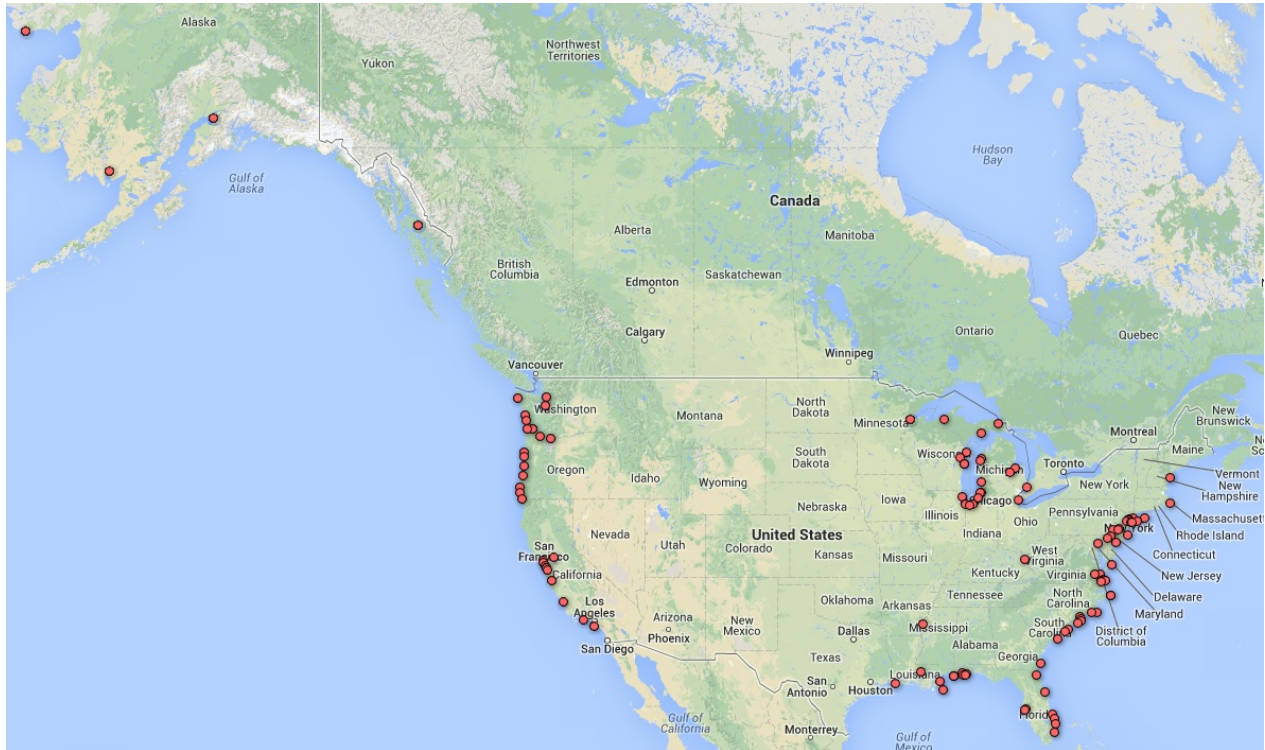 Alaska
Yukon
Northwest
Territories
Hudson
Bay
Gulf of
Alaska
Canada
Alberta
Manitoba
British
Columbia
Saskatchewan
Edmonton
Calgary
Ontario
Quebec
Winnipeg
Vancouver
Washington
Montana
North
Dakota
Minnesota
Montreal
New
Brunswick
Maine
Oregon
Idaho
Wyoming
South
Dakota
Wisconsin
Michigan
Toronto
New York
Vermont
New
Hampshire
Nebraska
Iowa
Chicago
Illinois
Indiana
Ohio
Pennsylvania
New York
Massachusett
Rhode Island
Connecticut
Nevada
Utah
Colorado
United States
Kansas
Missouri
West
Virginia
Kentucky
Virginia
New Jersey
Delaware
Maryland
District of
Columbia
San
Francisco
California
Los
Angeles
San Diego
Arizona
Phoenix
New
Mexico
Oklahoma
Arkansas
Tennessee
North
Carolina
South
Carolina
Mississippi
Alabama
Georgia
Dallas
Texas
Louisiana
San
Antonio
Houston
Florida
Gulf of
California
Monterrey
Gulf of
Mexico